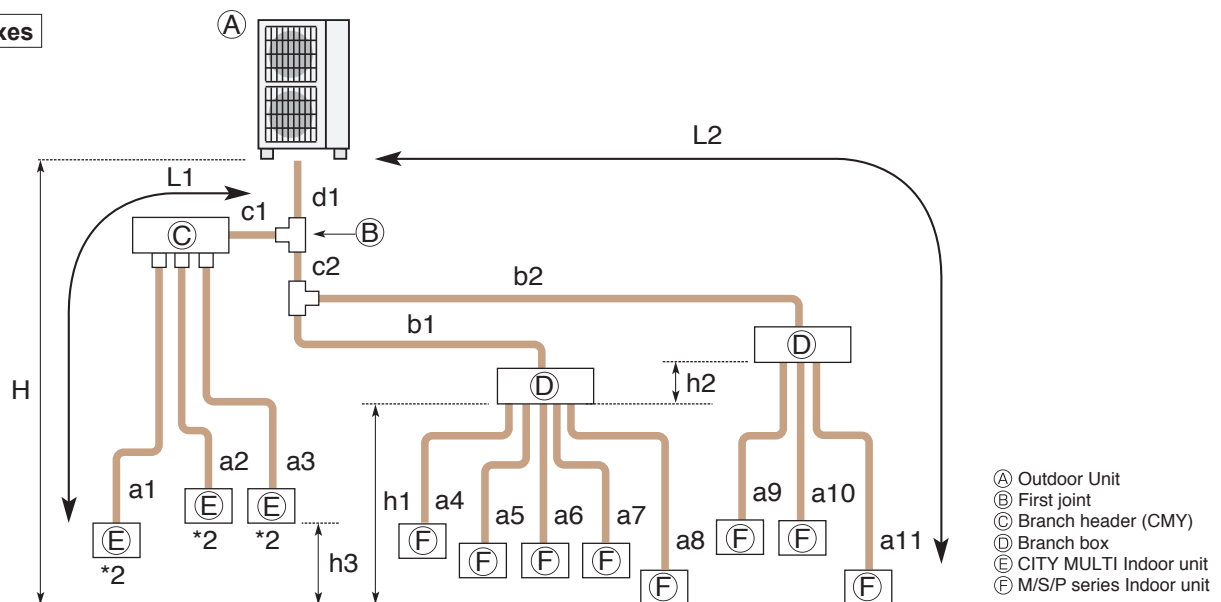 xes
Ⓐ
L2
L1
d1
c1
Ⓒ
Ⓑ
c2
b2
b1
Ⓓ
Ⓓ
h2
H
a1
a2
a3
h1
a4
a5
a6
a7
a8
a9
a10
a11
Ⓔ
Ⓔ
Ⓔ
*2
*2
*2
h3
Ⓕ
Ⓕ
Ⓕ
Ⓕ
Ⓕ
Ⓕ
Ⓕ
Ⓕ
Ⓐ Outdoor Unit
Ⓑ First joint
Ⓒ Branch header (CMY)
Ⓓ Branch box
Ⓔ CITY MULTI Indoor unit
Ⓕ M/S/P series Indoor unit